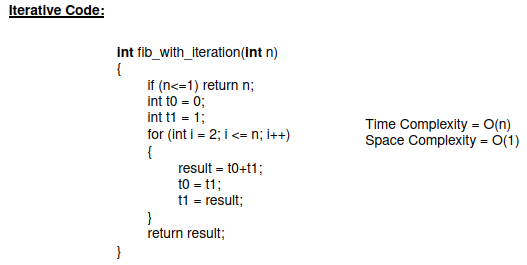 Iterative Code:
int fib_with_iteration(int n)
{
if (n<=1) return n;
int t0 = 0;
int t1 = 1;
for (int i = 2; i <= n; i++)
{
result = t0+t1;
t0 = t1;
t1 = result;
}
return result;
}
Time Complexity = O(n)
Space Complexity = O(1)